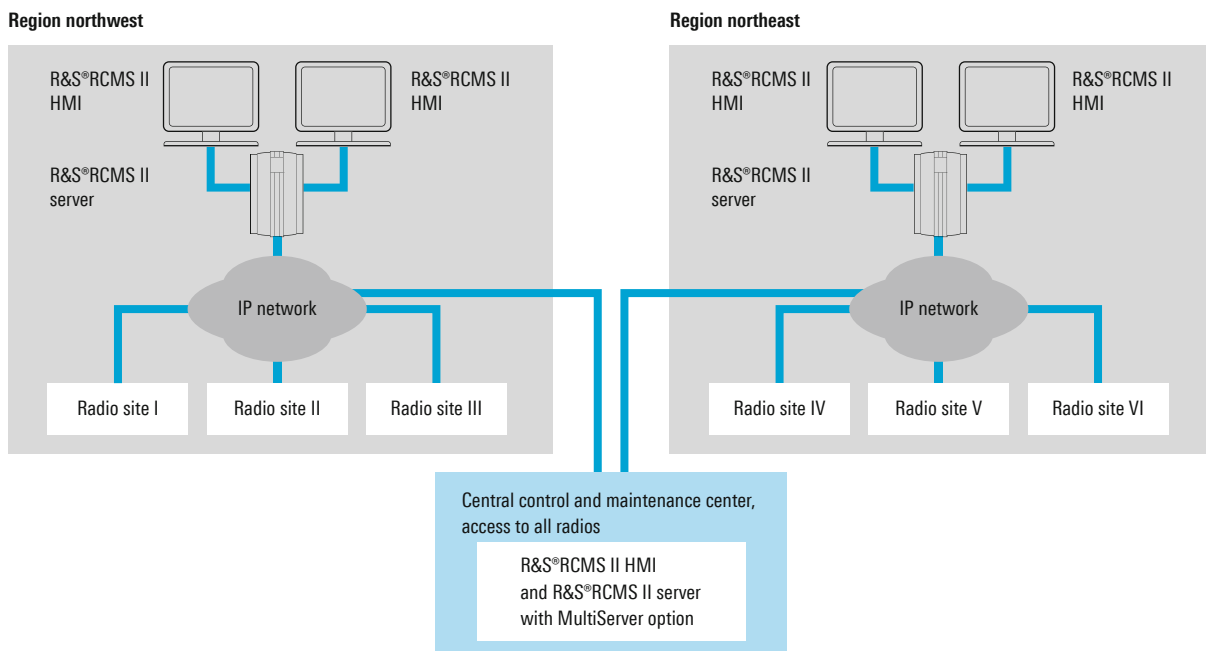 Region northwest
R&S®RCMS II
HMI
R&S®RCMS II
HMI
R&S®RCMS II
server
IP network
Radio site I
Radio site II
Radio site III
Region northeast
R&S®RCMS II
HMI
R&S®RCMS II
HMI
R&S®RCMS II
server
IP network
Radio site IV
Radio site V
Radio site VI
Central control and maintenance center,
access to all radios
R&S®RCMS II HMI
and R&S®RCMS II server
with MultiServer option